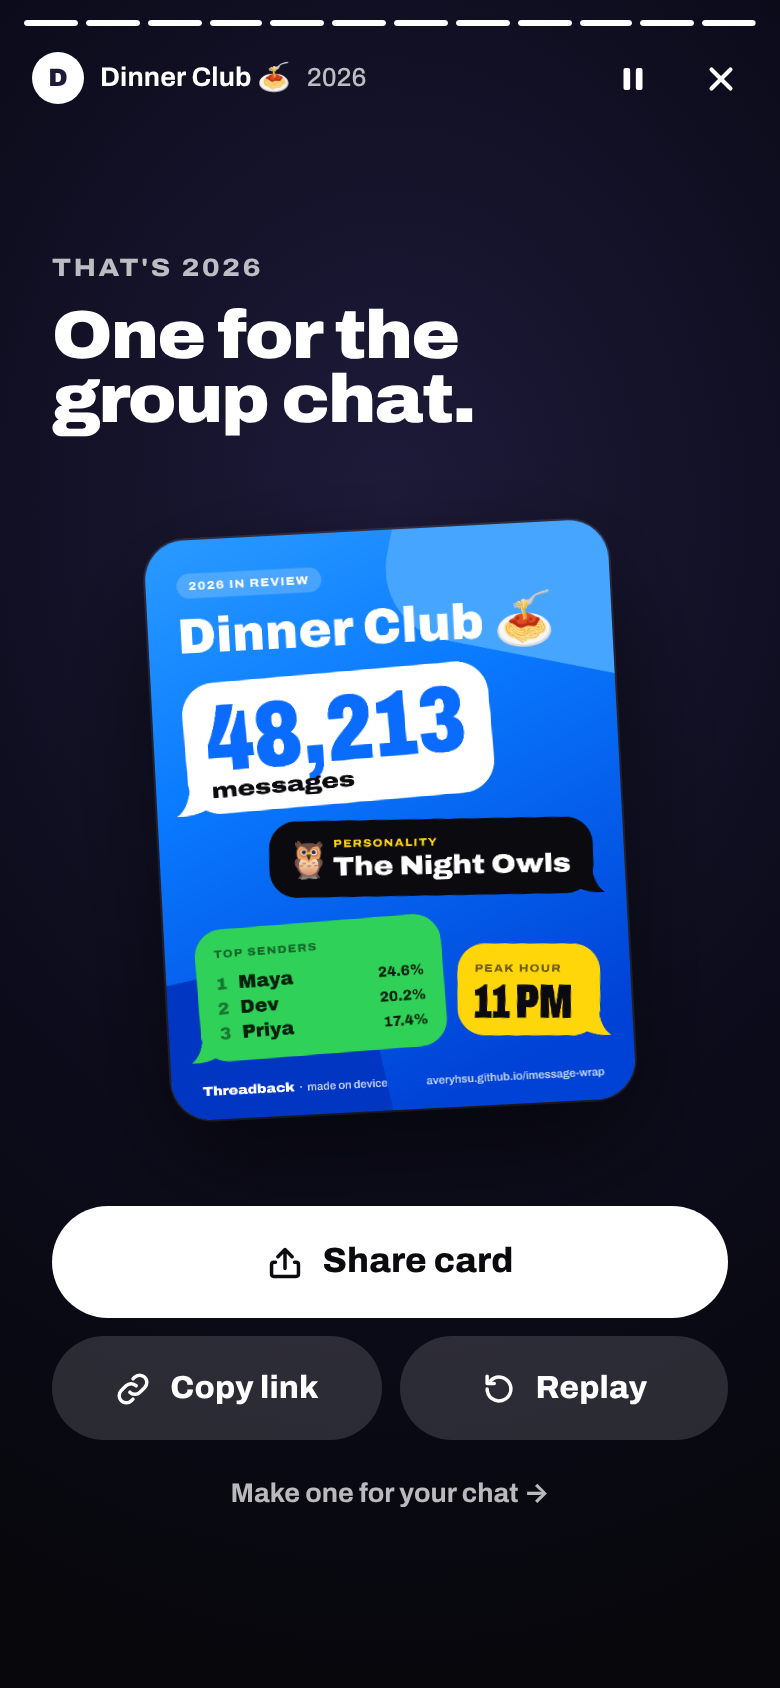 D Dinner Club 🍝 2026
THAT'S 2026
One for the
group chat.
2026 IN REVIEW
Dinner Club 🍝
48,213
messages
🦉 PERSONALITY
The Night Owls
TOP SENDERS
1 Maya 24.6%
2 Dev 20.2%
3 Priya 17.4%
PEAK HOUR
11 PM
Threadback · made on device
averyhsu.github.io/imessage-wrap
Share card
Copy link
Replay
Make one for your chat →